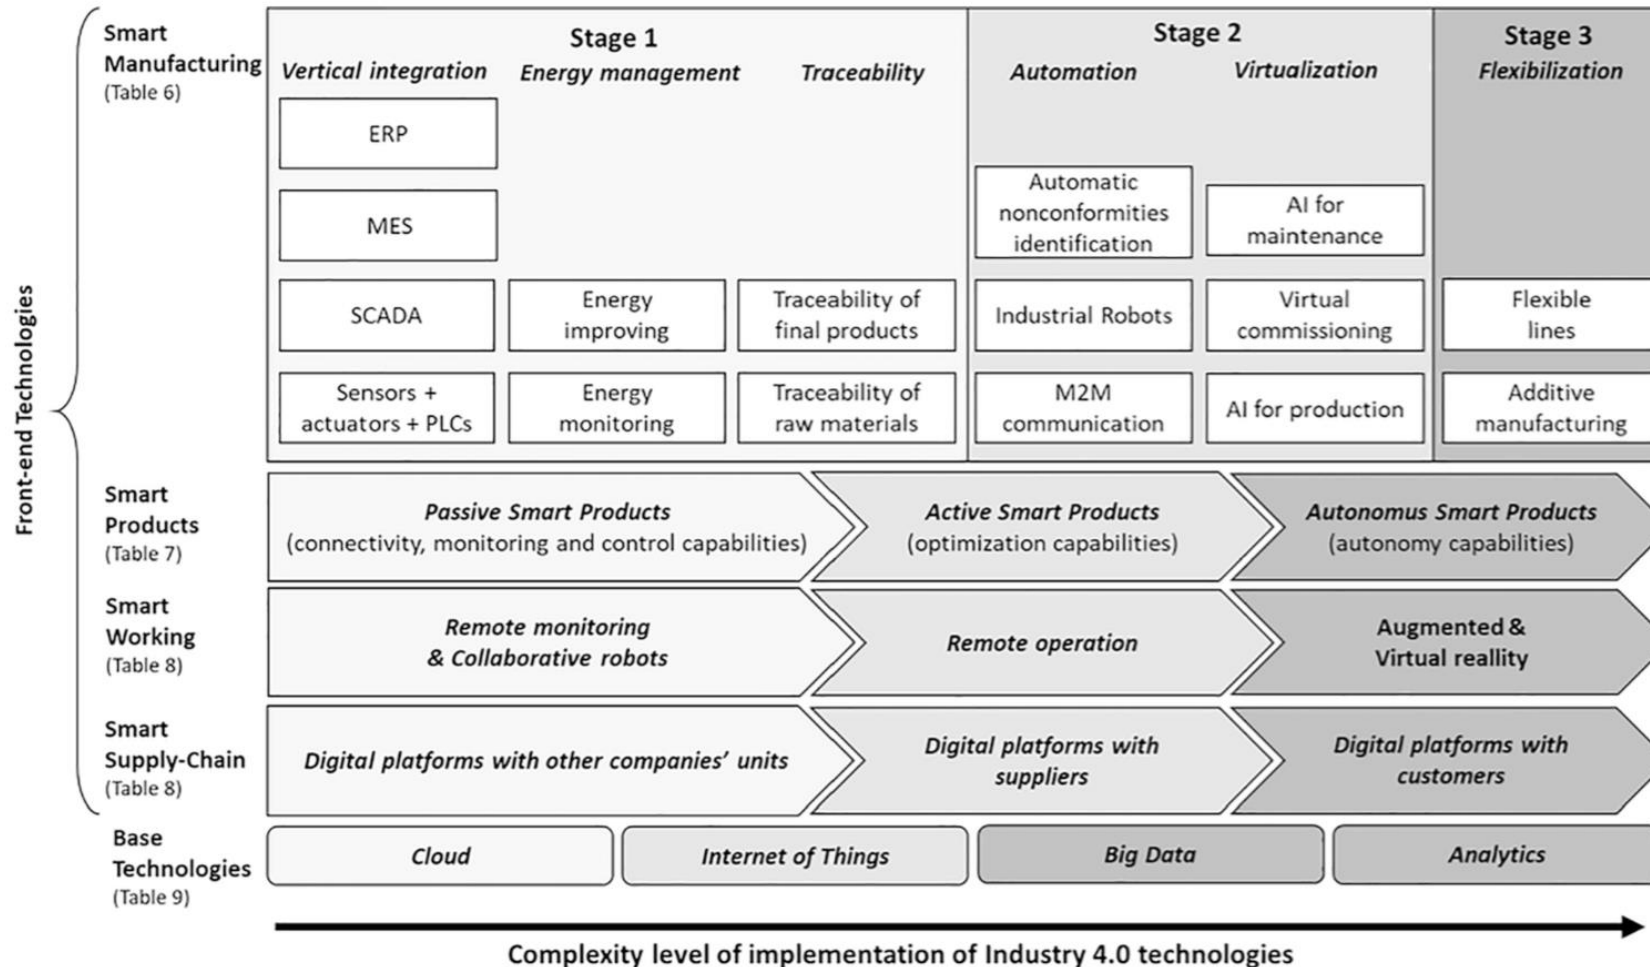 Front-end Technologies
Smart
Manufacturing
(Table 6)
Stage 1
Vertical integration
Energy management
Traceability
ERP
MES
SCADA
Sensors +
actuators + PLCs
Energy
improving
Energy
monitoring
Traceability of
final products
Traceability of
raw materials
Stage 2
Automation
Virtualization
Automatic
nonconformities
identification
Industrial Robots
M2M
communication
AI for
maintenance
Virtual
commissioning
AI for production
Stage 3
Flexibilization
Flexible
lines
Additive
manufacturing
Smart
Products
(Table 7)
Passive Smart Products
(connectivity, monitoring and control capabilities)
Active Smart Products
(optimization capabilities)
Autonomus Smart Products
(autonomy capabilities)
Smart
Working
(Table 8)
Remote monitoring
& Collaborative robots
Remote operation
Augmented &
Virtual reallity
Smart
Supply-Chain
(Table 8)
Digital platforms with other companies’ units
Digital platforms with
suppliers
Digital platforms with
customers
Base
Technologies
(Table 9)
Cloud
Internet of Things
Big Data
Analytics
Complexity level of implementation of Industry 4.0 technologies